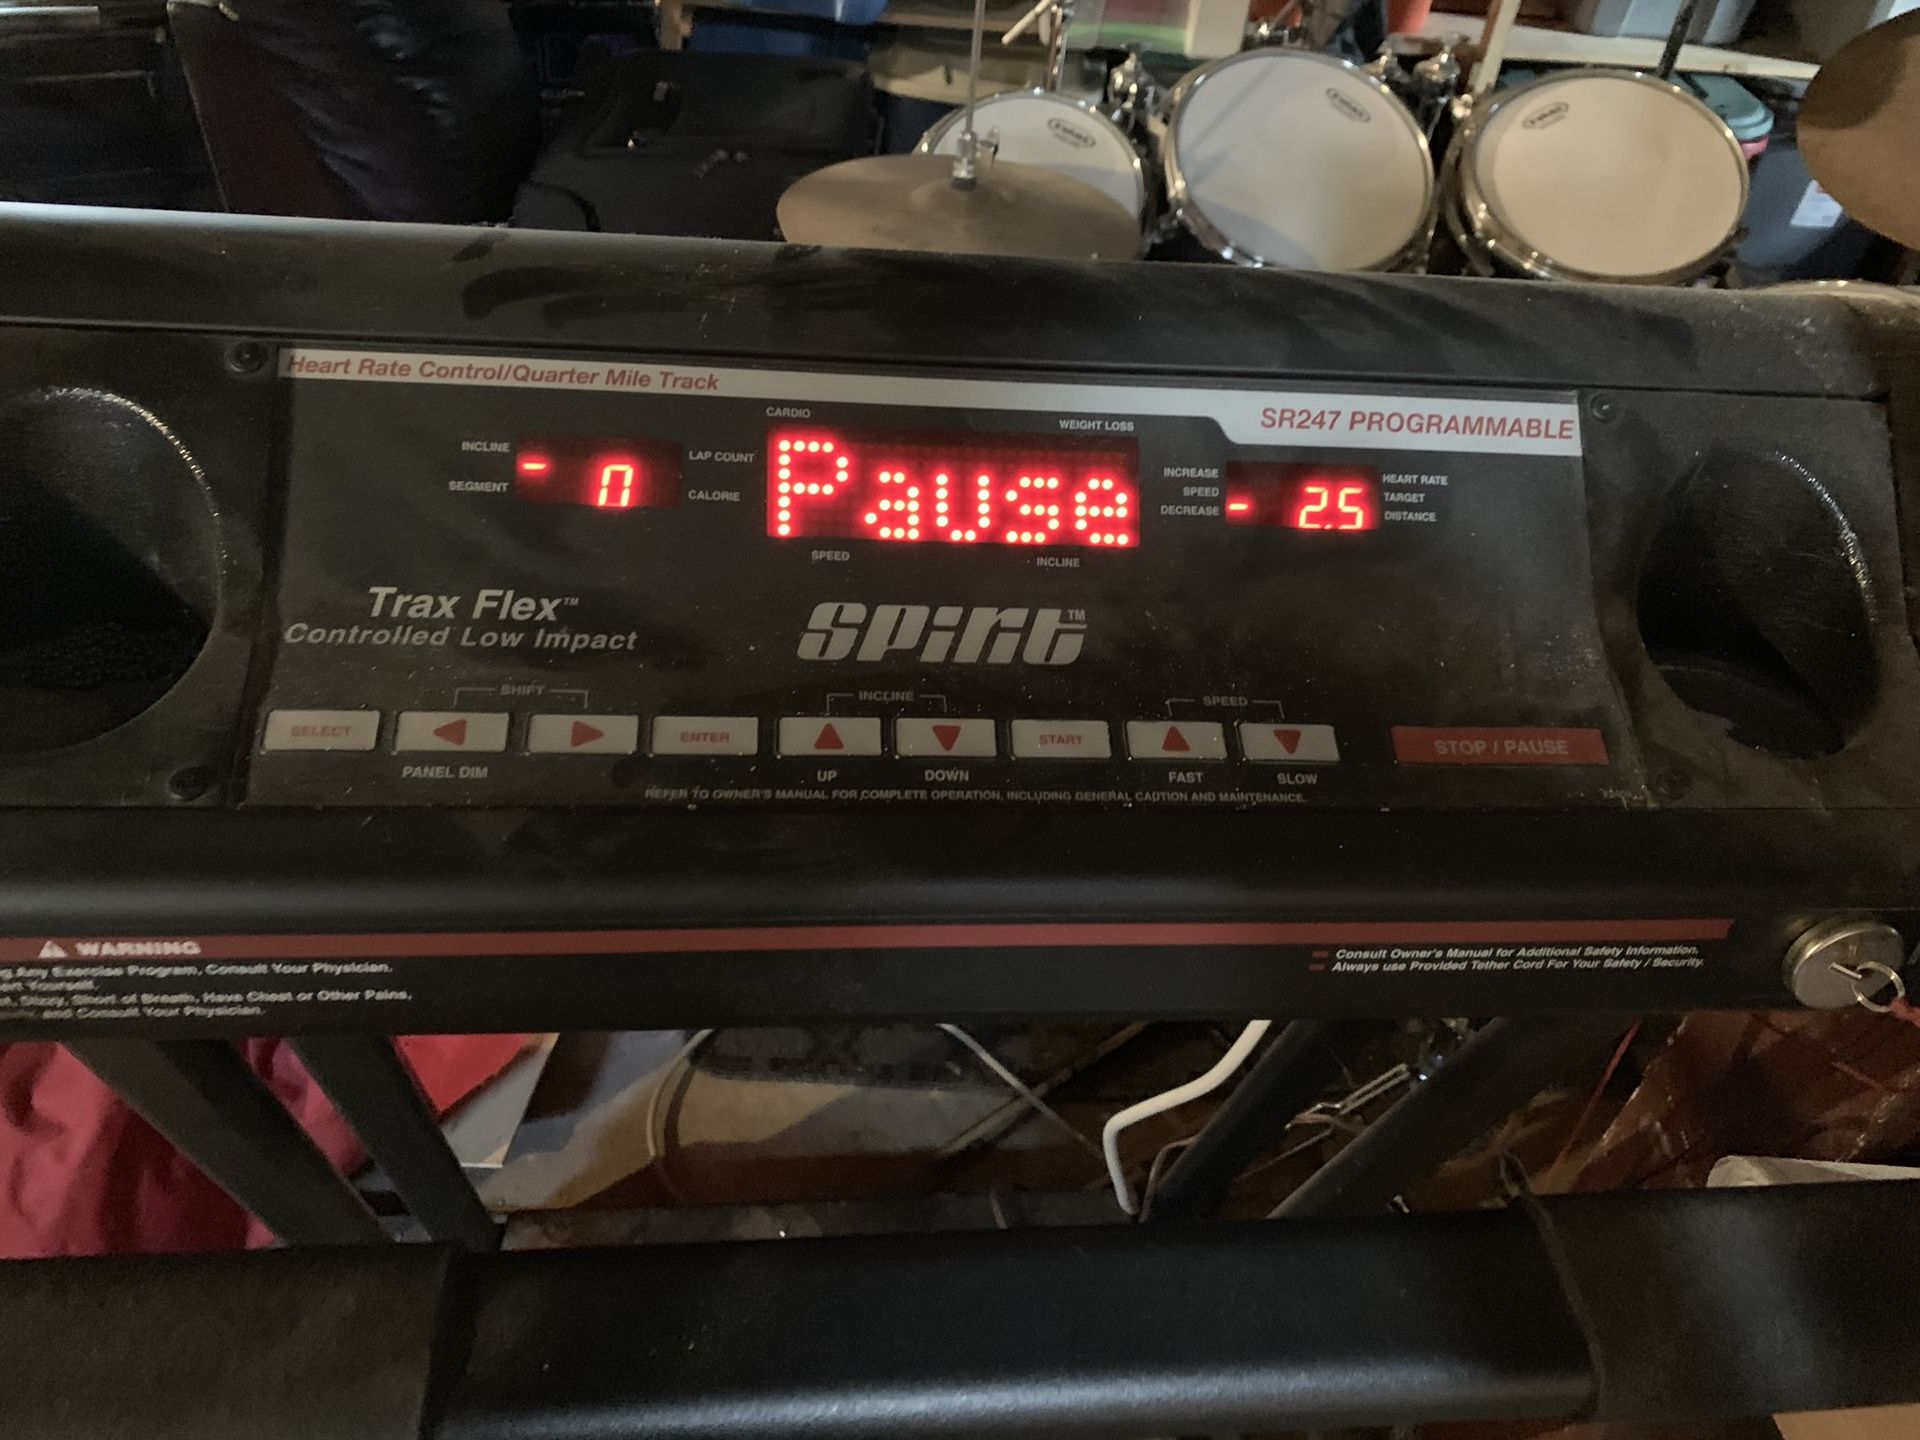 Heart Rate Control/Quarter Mile Track
SR247 PROGRAMMABLE
CARDIO
WEIGHT LOSS
INCLINE
SEGMENT
- 0
LAP COUNT
CALORIE
Pause
INCREASE
SPEED
DECREASE
- 2.5
HEART RATE
TARGET
DISTANCE
SPEED
INCLINE
Trax Flex™
Controlled Low Impact
Spirit™
SHIFT
INCLINE
SPEED
SELECT
ENTER
START
STOP / PAUSE
PANEL DIM
UP
DOWN
FAST
SLOW
REFER TO OWNER'S MANUAL FOR COMPLETE OPERATION, INCLUDING GENERAL CAUTION AND MAINTENANCE.
WARNING
Any Exercise Program, Consult Your Physician.
Yourself.
Dizzy, Short of Breath, Have Chest or Other Pains,
and Consult Your Physician.
Consult Owner's Manual for Additional Safety Information.
Always use Provided Tether Cord For Your Safety / Security.